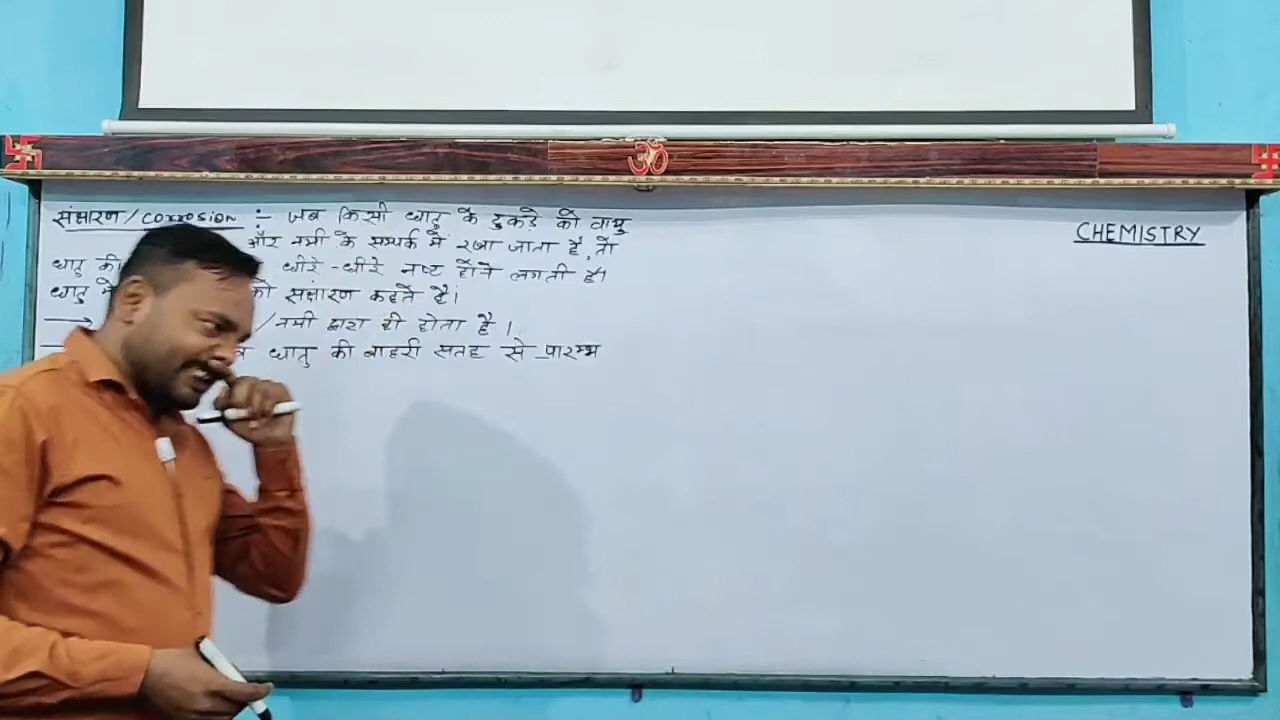 संक्षारण/Corrosion :- जब किसी धातु के टुकड़े को वायु
और नमी के सम्पर्क में रखा जाता है, तो
धातु की धीरे-धीरे नष्ट होने लगती है।
धातु को संक्षारण कहते है।
→ /नमी द्वारा ही होता है।
धातु की बाहरी सतह से प्रारम्भ
CHEMISTRY
ॐ